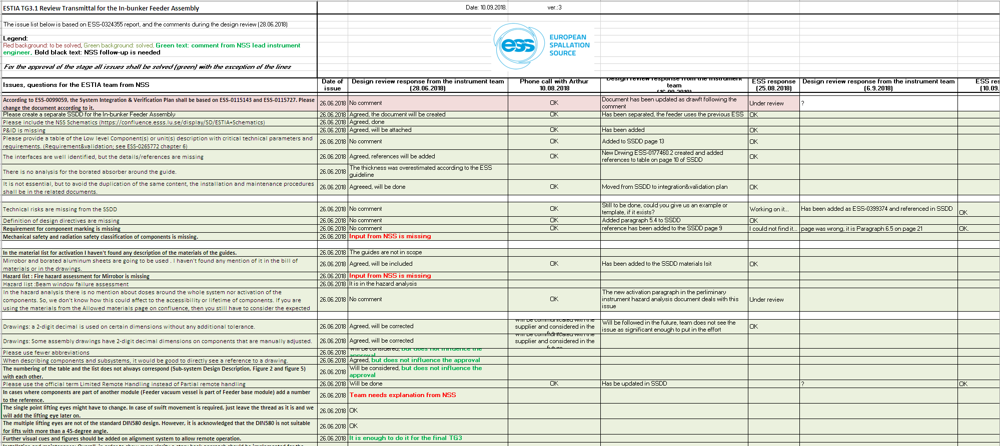 ESTIA TG3.1 Review Transmittal for the In-bunker Feeder Assembly
Date: 10.09.2018.
ver.:3
The issue list below is based on ESS-0324355 report, and the comments during the design review (28.06.2018)
Legend:
Red background: to be solved, Green background: solved, Green text: comment from NSS lead instrument
engineer, Bold black text: NSS follow-up is needed
For the approval of the stage all issues shall be solved (green) with the exception of the lines
ess
EUROPEAN
SPALLATION
SOURCE
Issues, questions for the ESTIA team from NSS
Date of
issue
Design review response from the instrument team
(28.06.2018)
Phone call with Arthur
10.08.2018
Design review response from the instrument
team
ESS response
(25.08.2018)
Design review response from the instrument team
(6.9.2018)
ESS res
(10.09.
According to ESS-0099059, the System Integration & Verification Plan shall be based on ESS-0115143 and ESS-0115727. Please
change the document according to it.
26.06.2018
No comment
OK
Document has been updated as drawft following the
comment
Under review
?
Please create a separate SSDD for the In-bunker Feeder Assembly
26.06.2018
Agreed, the document will be created
OK
Has been separated, the feeder uses the previous ESS
OK
Please include the NSS Schematics (https://confluence.esss.lu.se/display/SD/ESTIA+Schematics)
26.06.2018
Agreed, done
P&ID is missing
26.06.2018
Agreed, will be attached
OK
Has been added
OK
Please provide a table of the Low level Component(s) or unit(s) description with critical technical parameters and
requirements. (Requirement&validation; see ESS-0265772 chapter 6)
26.06.2018
No comment
OK
Added to SSDD page 13
OK
The interfaces are well identified, but the details/references are missing
26.06.2018
Agreed, references will be added
OK
New Drwing ESS-0177460.2 created and added
references to table on page 10 of SSDD
OK
There is no analysis for the borated absorber around the guide.
26.06.2018
The thickness was overestimated according to the ESS
guideline
It is not essential, but to avoid the duplication of the same content, the installation and maintenance procedures
shall be in the related documents.
26.06.2018
Agreeed, will be done
OK
Moved from SSDD to integration&validation plan
OK
Technical risks are missing from the SSDD
26.06.2018
No comment
OK
Still to be done, could you give us an example or
template, if it exists?
Working on it...
Has been added as ESS-0399374 and referenced in SSDD
OK
Definition of design directives are missing
26.06.2018
No comment
OK
Added paragraph 5.4 to SSDD
OK
Requirement for component marking is missing
26.06.2018
No comment
OK
reference has been added to the SSDD page 9
I could not find it...
page was wrong, it is Paragraph 6.5 on page 21
OK.
Mechanical safety and radiation safety classification of components is missing.
26.06.2018
Input from NSS is missing
In the material list for activation I haven't found any description of the materials of the guides.
26.06.2018
The guides are not in scope
Mirrobor and borated aluminum sheets are going to be used . I haven't found any mention of it in the bill of
materials or in the drawings.
26.06.2018
Agreed, will be included
OK
Has been added to the SSDD materials lsit
OK
Hazard list : Fire hazard assessment for Mirrobor is missing
26.06.2018
Input from NSS is missing
Hazard list :Beam window failure assessment
26.06.2018
It is in the hazard analysis
In the hazard analysis there is no mention about doses around the whole system nor activation of the
components. So, we don't know how this could affect to the accessibility or lifetime of components. If you are
using the materials from the Allowed materials page on confluence, then you still have to consider the expected
26.06.2018
No comment
OK
The new activation paragraph in the perliminary
instrument hazard analysis document deals with this
issue
Under review
Drawings: a 2-digit decimal is used on certain dimensions without any additional tolerance.
26.06.2018
Agreed, will be corrected
Will be communicated with the
supplier and considered in the
future
Will be followed in the future, team does not see the
issue as significant enough to put in the effort
OK
Drawings: Some assembly drawings have 2-digit decimal dimensions on components that are manually adjusted.
26.06.2018
Agreed, will be corrected
Will be communicated with the
supplier and considered in the
future
Please use fewer abbreviations
26.06.2018
Will be considered, but does not influence the
approval
When describing components and subsystems, it would be good to directly see a reference to a drawing.
26.06.2018
Agreed, but does not influence the approval
The numbering of the table and the list does not always correspond (Sub-system Design Description, Figure 2 and figure 5)
with each other.
26.06.2018
Will be considered, but does not influence the
approval
Please use the official term Limited Remote Handling instead of Partial remote handling
26.06.2018
Will be done
OK
Has be updated in SSDD
?
OK
In cases where components are part of another module (Feeder vacuum vessel is part of Feeder base module) add a number
to the reference.
26.06.2018
Team needs explanation from NSS
The single point lifting eyes might have to change. In case of swift movement is required, just leave the thread as it is and we
will add the lifting eye later on.
26.06.2018
OK
The multiple lifting eyes are not of the standard DIN580 design. However, it is acknowledged that the DIN580 is not suitable
for lifts with more than a 45-degree angle.
26.06.2018
OK
Further visual cues and figures should be added on alignment system to allow remote operation.
26.06.2018
It is enough to do it for the final TG3